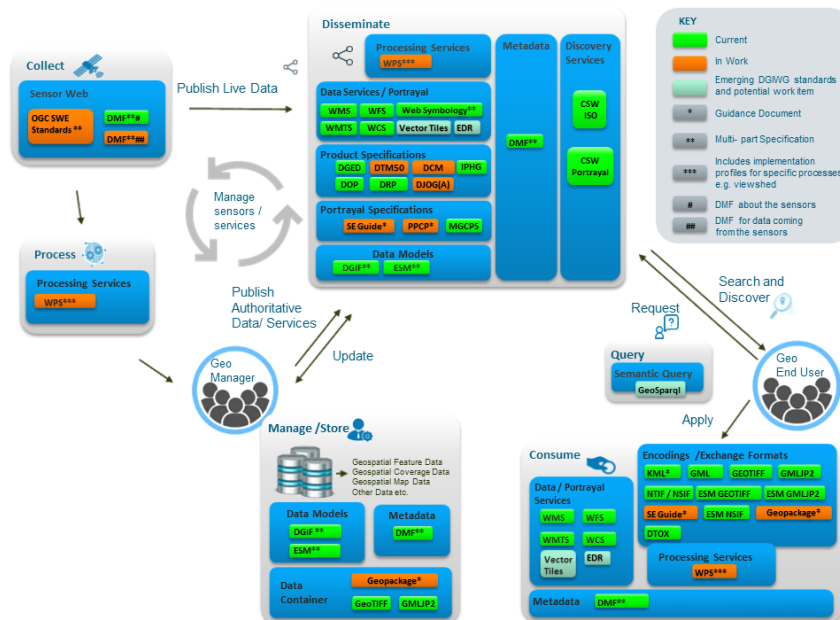 Collect
Sensor Web
OGC SWE
Standards **
DMF**#
DMF**##
Publish Live Data
Manage
sensors /
services
Process
Processing Services
WPS***
Disseminate
Processing Services
WPS***
Data Services / Portrayal
WMS
WFS
Web Symbology**
WMTS
WCS
Vector Tiles
EDR
Product Specifications
DGED
DTM50
DCM
IPHG
DOP
DRP
DJOG(A)
Portrayal Specifications
SE Guide*
PPCP*
MGCPS
Data Models
DGIF**
ESM**
Metadata
DMF**
Discovery
Services
CSW
ISO
CSW
Portrayal
KEY
Current
In Work
Emerging DGIWG standards
and potential work item
*
Guidance Document
**
Multi- part Specification
***
Includes implementation
profiles for specific processes
e.g. viewshed
#
DMF about the sensors
##
DMF for data coming
from the sensors
Publish
Authoritative
Data/ Services
Update
Geo
Manager
Search and
Discover
Request
Query
Semantic Query
GeoSparql
Geo
End User
Apply
Manage /Store
Geospatial Feature Data
Geospatial Coverage Data
Geospatial Map Data
Other Data etc.
Data Models
DGIF **
ESM**
Metadata
DMF**
Data
Container
Geopackage*
GeoTIFF
GMLJP2
Consume
Data / Portrayal
Services
WMS
WFS
WMTS
WCS
Vector
Tiles
EDR
Encodings /Exchange Formats
KML*
GML
GEOTIFF
GMLJP2
NTIF / NSIF
ESM GEOTIFF
ESM GMLJP2
SE Guide*
ESM NSIF
Geopackage*
DTOX
Processing Services
WPS***
Metadata
DMF**